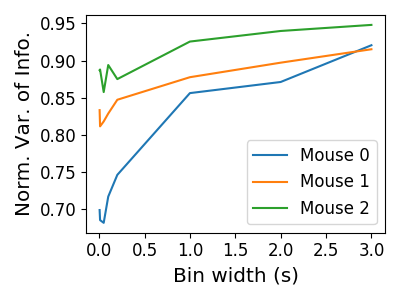 0.95
0.90
0.85
0.80
0.75
0.70
Norm. Var. of Info.
Mouse 0
Mouse 1
Mouse 2
0.0 0.5 1.0 1.5 2.0 2.5 3.0
Bin width (s)